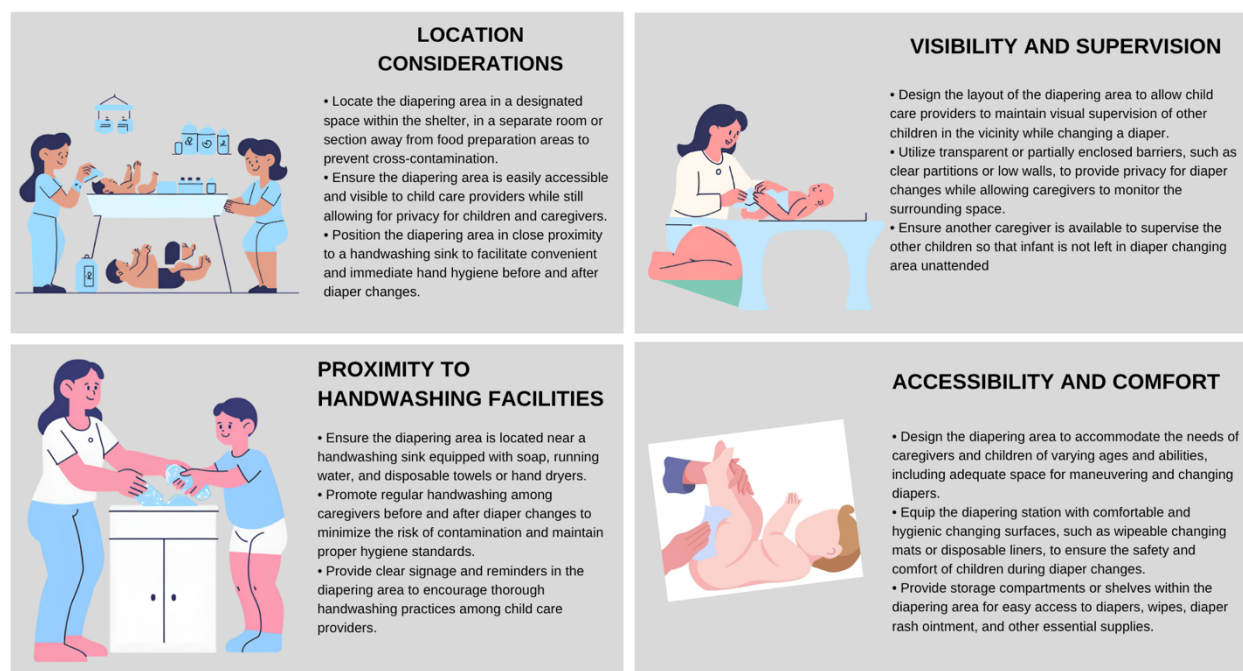 LOCATION
CONSIDERATIONS
• Locate the diapering area in a designated
space within the shelter, in a separate room or
section away from food preparation areas to
prevent cross-contamination.
• Ensure the diapering area is easily accessible
and visible to child care providers while still
allowing for privacy for children and caregivers.
• Position the diapering area in close proximity
to a handwashing sink to facilitate convenient
and immediate hand hygiene before and after
diaper changes.
VISIBILITY AND SUPERVISION
• Design the layout of the diapering area to allow child
care providers to maintain visual supervision of other
children in the vicinity while changing a diaper.
• Utilize transparent or partially enclosed barriers, such as
clear partitions or low walls, to provide privacy for diaper
changes while allowing caregivers to monitor the
surrounding space.
• Ensure another caregiver is available to supervise the
other children so that infant is not left in diaper changing
area unattended
PROXIMITY TO
HANDWASHING FACILITIES
• Ensure the diapering area is located near a
handwashing sink equipped with soap, running
water, and disposable towels or hand dryers.
• Promote regular handwashing among
caregivers before and after diaper changes to
minimize the risk of contamination and maintain
proper hygiene standards.
• Provide clear signage and reminders in the
diapering area to encourage thorough
handwashing practices among child care
providers.
ACCESSIBILITY AND COMFORT
• Design the diapering area to accommodate the needs of
caregivers and children of varying ages and abilities,
including adequate space for maneuvering and changing
diapers.
• Equip the diapering station with comfortable and
hygienic changing surfaces, such as wipeable changing
mats or disposable liners, to ensure the safety and
comfort of children during diaper changes.
• Provide storage compartments or shelves within the
diapering area for easy access to diapers, wipes, diaper
rash ointment, and other essential supplies.